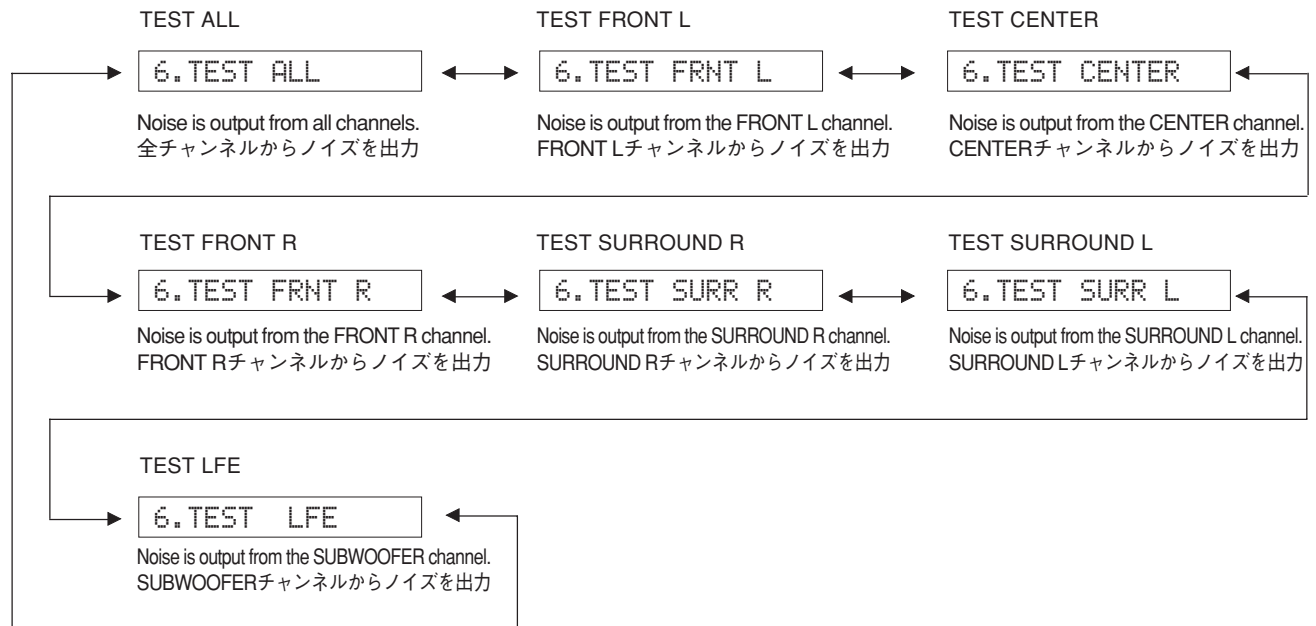 TEST ALL
6.TEST ALL
Noise is output from all channels.
全チャンネルからノイズを出力
TEST FRONT L
6.TEST FRNT L
Noise is output from the FRONT L channel.
FRONT Lチャンネルからノイズを出力
TEST CENTER
6.TEST CENTER
Noise is output from the CENTER channel.
CENTERチャンネルからノイズを出力
TEST FRONT R
6.TEST FRNT R
Noise is output from the FRONT R channel.
FRONT Rチャンネルからノイズを出力
TEST SURROUND R
6.TEST SURR R
Noise is output from the SURROUND R channel.
SURROUND Rチャンネルからノイズを出力
TEST SURROUND L
6.TEST SURR L
Noise is output from the SURROUND L channel.
SURROUND Lチャンネルからノイズを出力
TEST LFE
6.TEST  LFE
Noise is output from the SUBWOOFER channel.
SUBWOOFERチャンネルからノイズを出力